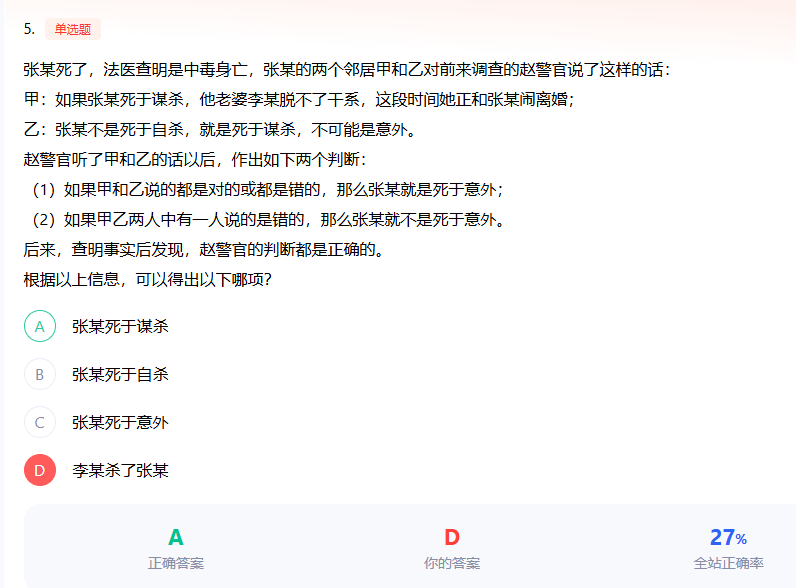 5. 单选题
张某死了，法医查明是中毒身亡，张某的两个邻居甲和乙对前来调查的赵警官说了这样的话：
甲：如果张某死于谋杀，他老婆李某脱不了干系，这段时间她正和张某闹离婚；
乙：张某不是死于自杀，就是死于谋杀，不可能是意外。
赵警官听了甲和乙的话以后，作出如下两个判断：
（1）如果甲和乙说的都是对的或都是错的，那么张某就是死于意外；
（2）如果甲乙两人中有一人说的是错的，那么张某就不是死于意外。
后来，查明事实后发现，赵警官的判断都是正确的。
根据以上信息，可以得出以下哪项？
A 张某死于谋杀
B 张某死于自杀
C 张某死于意外
D 李某杀了张某
A D 27%
正确答案 你的答案 全站正确率